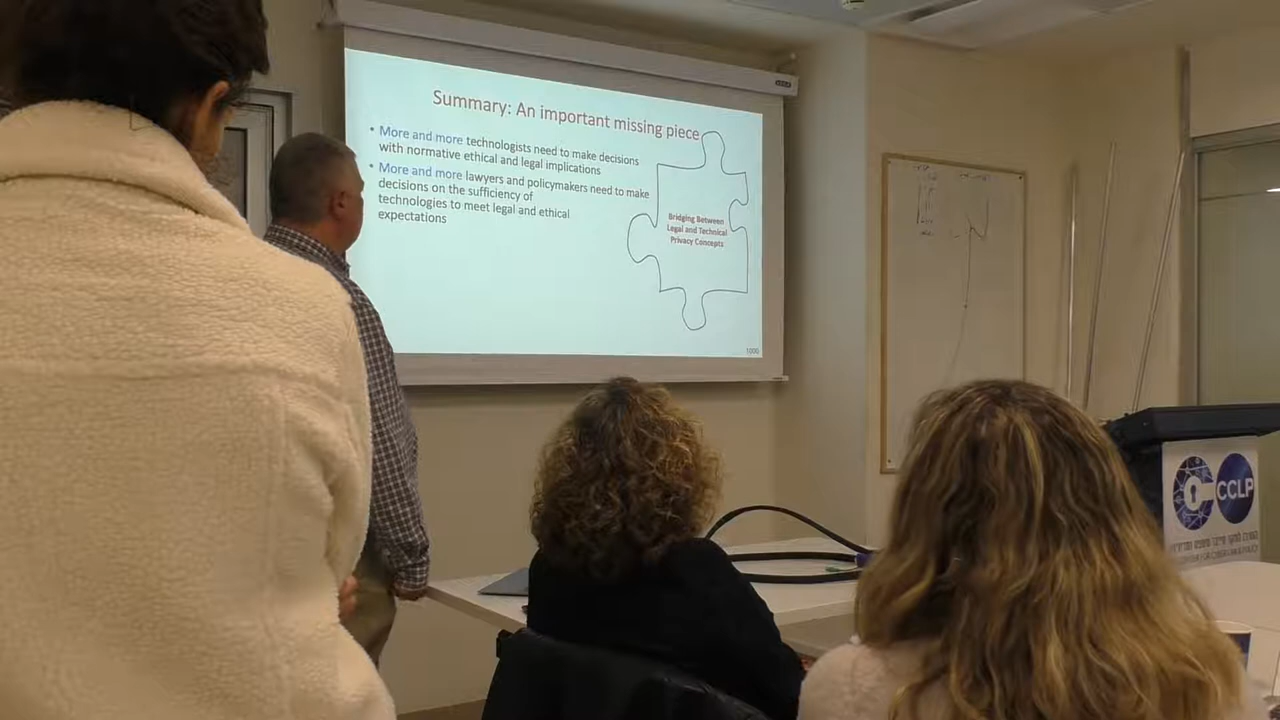 Summary: An important missing piece
• More and more technologists need to make decisions
with normative ethical and legal implications
• More and more lawyers and policymakers need to make
decisions on the sufficiency of
technologies to meet legal and ethical
expectations
Bridging Between
Legal and Technical
Privacy Concepts
CCLP